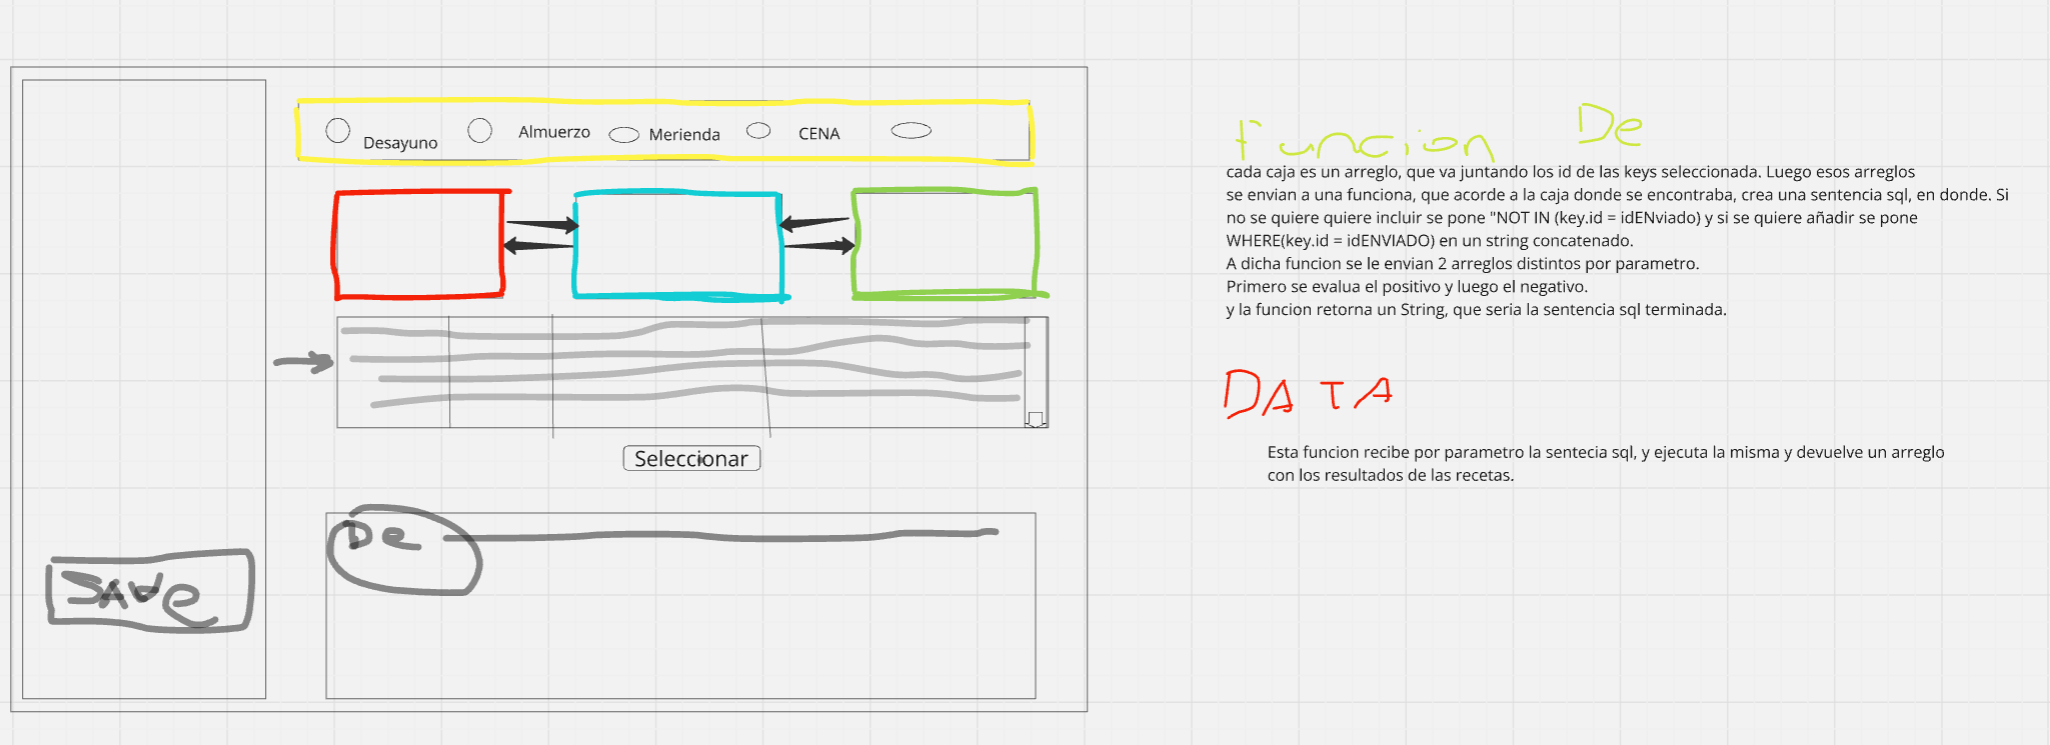 Desayuno
Almuerzo
Merienda
CENA
Seleccionar
De
SAVe
Funcion De
cada caja es un arreglo, que va juntando los id de las keys seleccionada. Luego esos arreglos
se envian a una funciona, que acorde a la caja donde se encontraba, crea una sentencia sql, en donde. Si
no se quiere quiere incluir se pone "NOT IN (key.id = idENviado) y si se quiere añadir se pone
WHERE(key.id = idENVIADO) en un string concatenado.
A dicha funcion se le envian 2 arreglos distintos por parametro.
Primero se evalua el positivo y luego el negativo.
y la funcion retorna un String, que seria la sentencia sql terminada.
DATA
Esta funcion recibe por parametro la sentecia sql, y ejecuta la misma y devuelve un arreglo
con los resultados de las recetas.